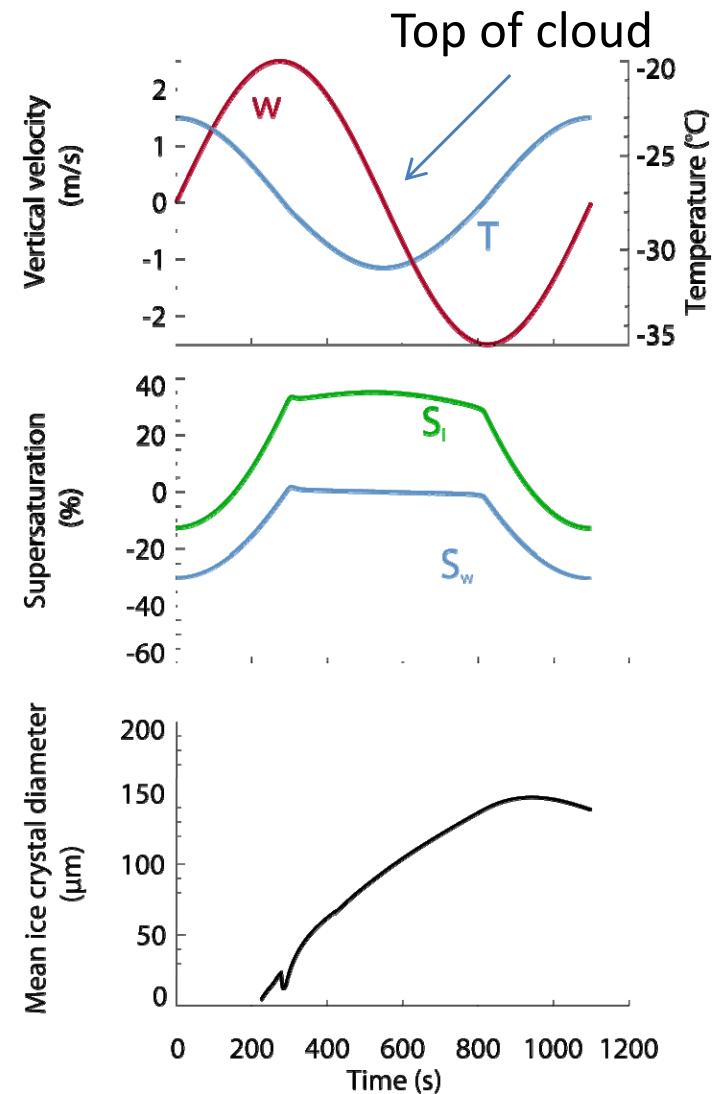 Top of cloud
Vertical velocity
(m/s)
2
1
0
-1
-2
W
T
-20
-25
-30
-35
Temperature (°C)
Supersaturation
(%)
40
20
0
-20
-40
-60
Si
Sw
Mean ice crystal diameter
(μm)
200
150
100
50
0
0 200 400 600 800 1000 1200
Time (s)